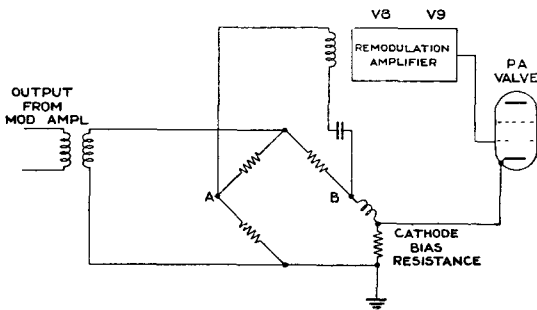 V8 V9
REMODULATION
AMPLIFIER
PA
VALVE
OUTPUT
FROM
MOD AMPL
A
B
CATHODE
BIAS
RESISTANCE